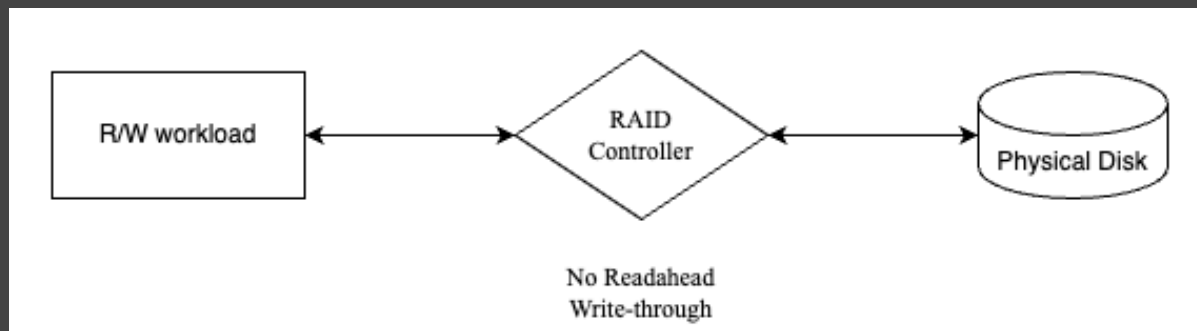 R/W workload
RAID
Controller
Physical Disk
No Readahead
Write-through